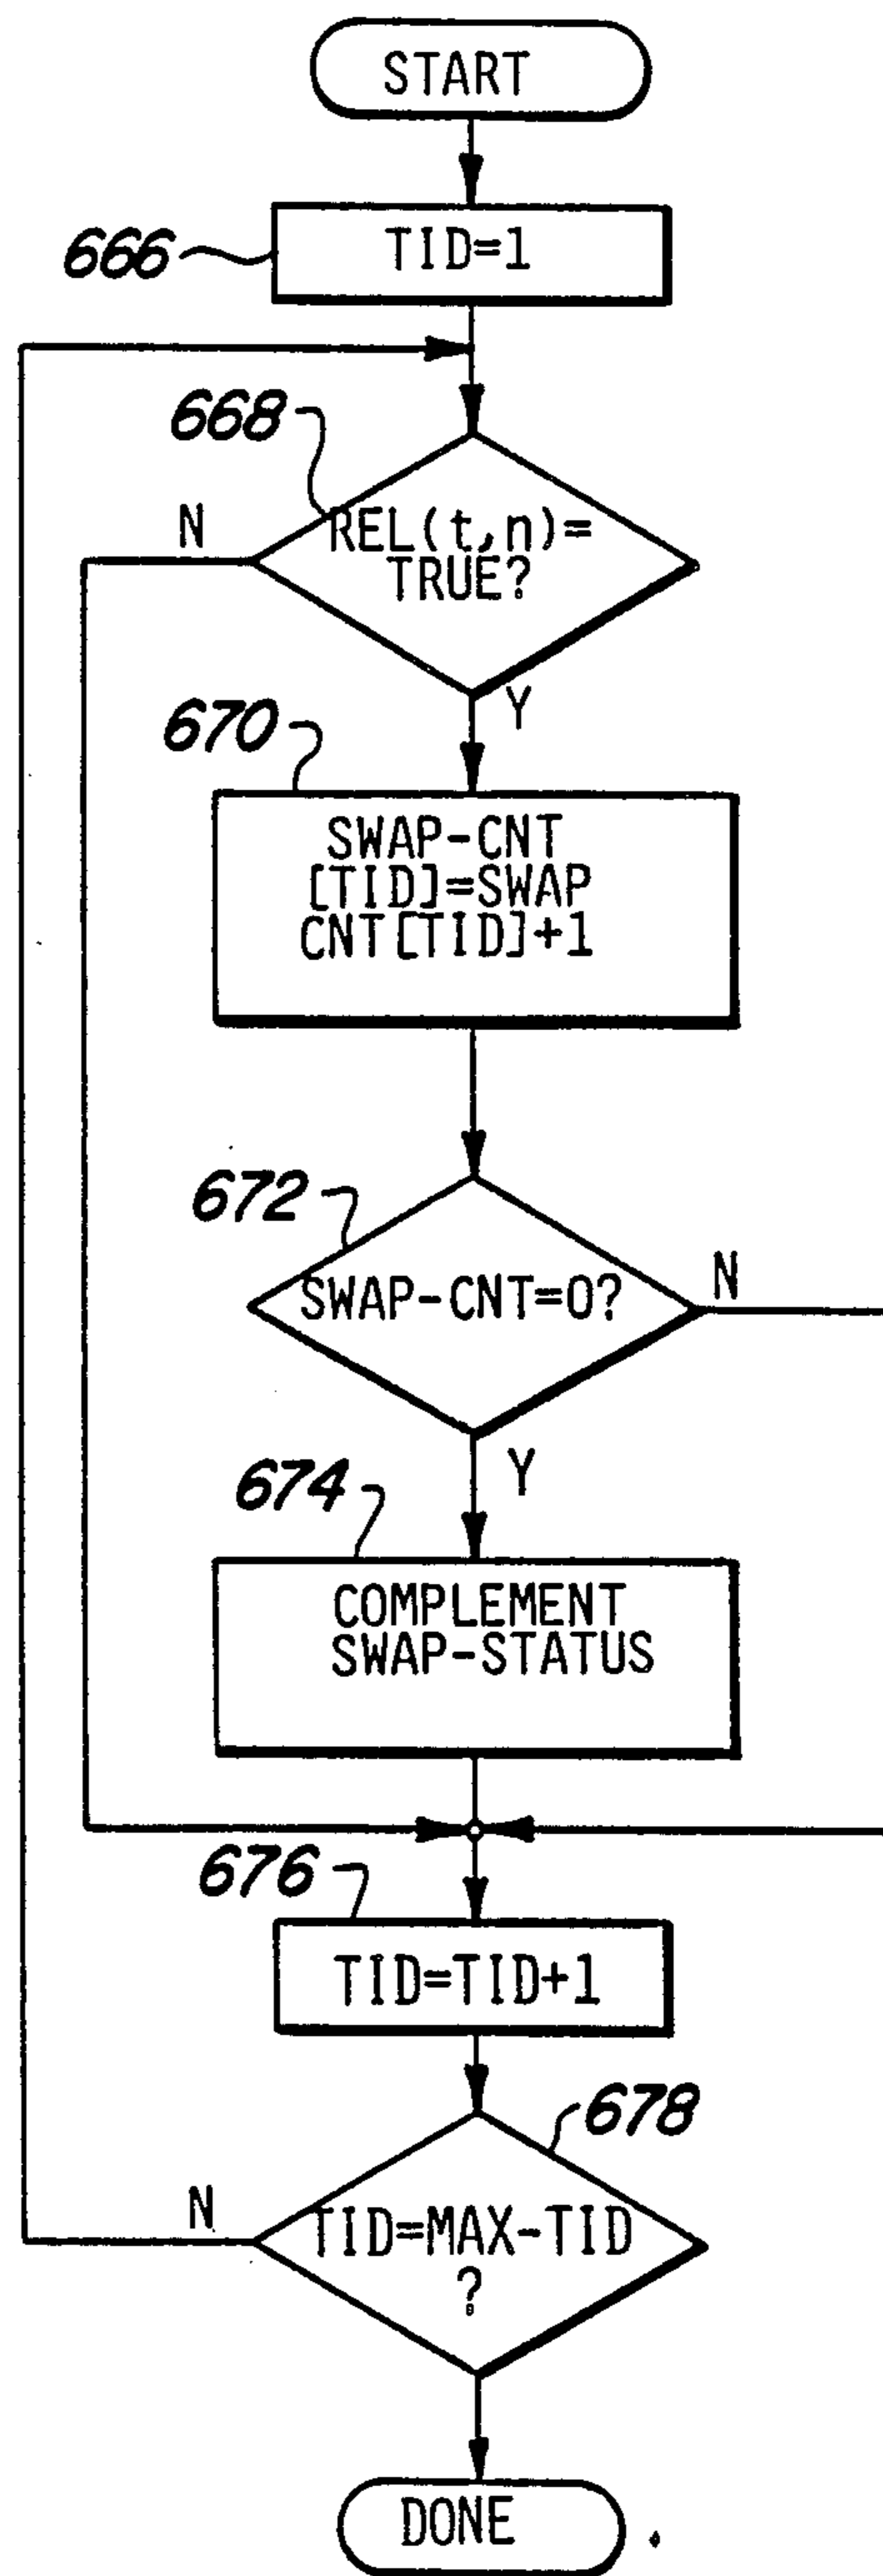 START
666
TID=1
668
N
REL(t,n)=
TRUE?
Y
670
SWAP-CNT
[TID]=SWAP
CNT[TID]+1
672
SWAP-CNT=0?
N
Y
674
COMPLEMENT
SWAP-STATUS
676
TID=TID+1
678
N
TID=MAX-TID
?
DONE